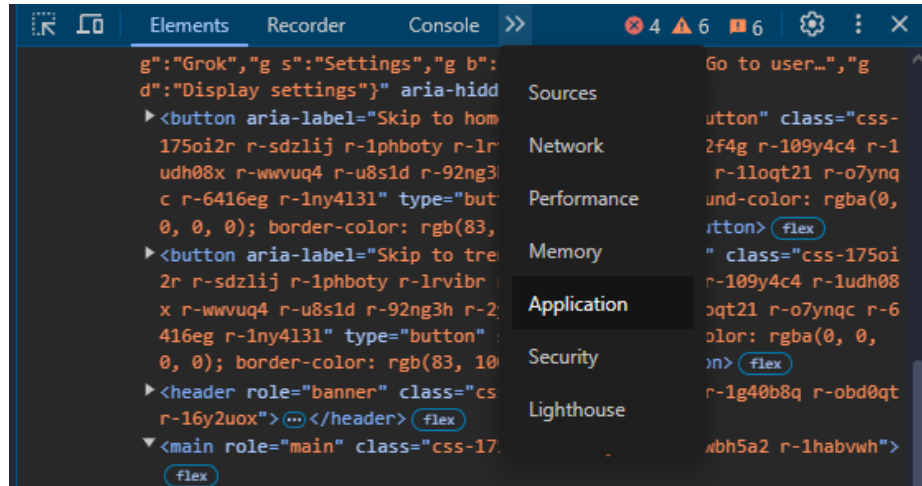 Elements Recorder Console 4 6 6
g":"Grok","g s":"Settings","g b": Go to user…","g
d":"Display settings"}" aria-hidd
Sources
<button aria-label="Skip to hom utton" class="css-
175oi2r r-sdzlij r-1phboty r-lr 2f4g r-109y4c4 r-1
Network
udh08x r-wwvuq4 r-u8s1d r-92ng3 r-1loqt21 r-o7ynq
c r-6416eg r-1ny4l3l" type="but und-color: rgba(0,
Performance
0, 0, 0); border-color: rgb(83, utton> flex
<button aria-label="Skip to tre " class="css-175oi
Memory
2r r-sdzlij r-1phboty r-lrvibr r-109y4c4 r-1udh08
x r-wwvuq4 r-u8s1d r-92ng3h r-2 oqt21 r-o7ynqc r-6
Application
416eg r-1ny4l3l" type="button" olor: rgba(0, 0,
0, 0); border-color: rgb(83, 10 on> flex
Security
<header role="banner" class="cs r-1g40b8q r-obd0qt
r-16y2uox">…</header> flex
Lighthouse
<main role="main" class="css-17 wbh5a2 r-1habvwh">
flex